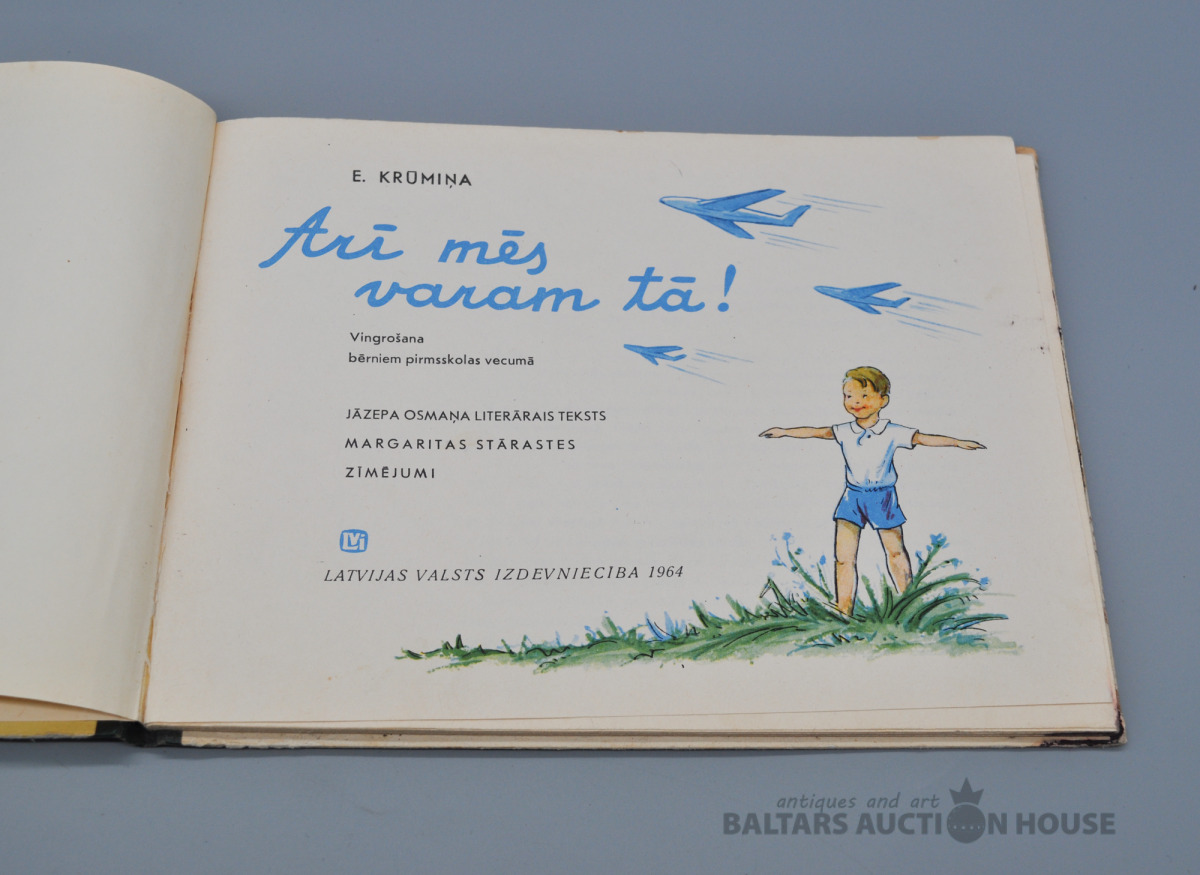 E. KRŪMIŅA
Arī mēs
varam tā!
Vingrošana
bērniem pirmsskolas vecumā
JĀZEPA OSMAŅA LITERĀRAIS TEKSTS
MARGARITAS STĀRASTES
ZĪMĒJUMI
LVI
LATVIJAS VALSTS IZDEVNIECĪBA 1964
antiques and art
BALTARS AUCTION HOUSE